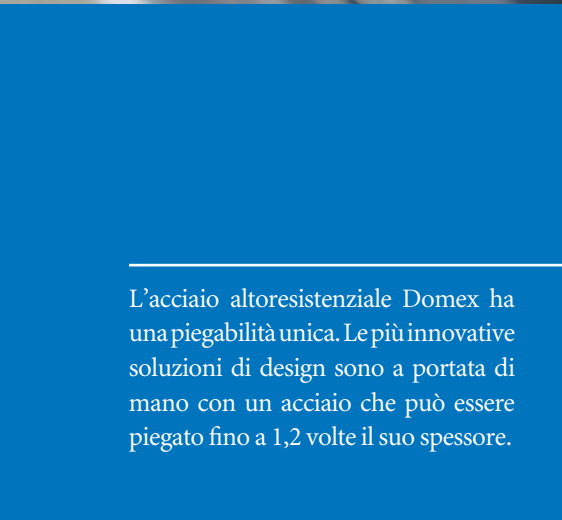 L’acciaio altoresistenziale Domex ha
una piegabilità unica. Le più innovative
soluzioni di design sono a portata di
mano con un acciaio che può essere
piegato fino a 1,2 volte il suo spessore.